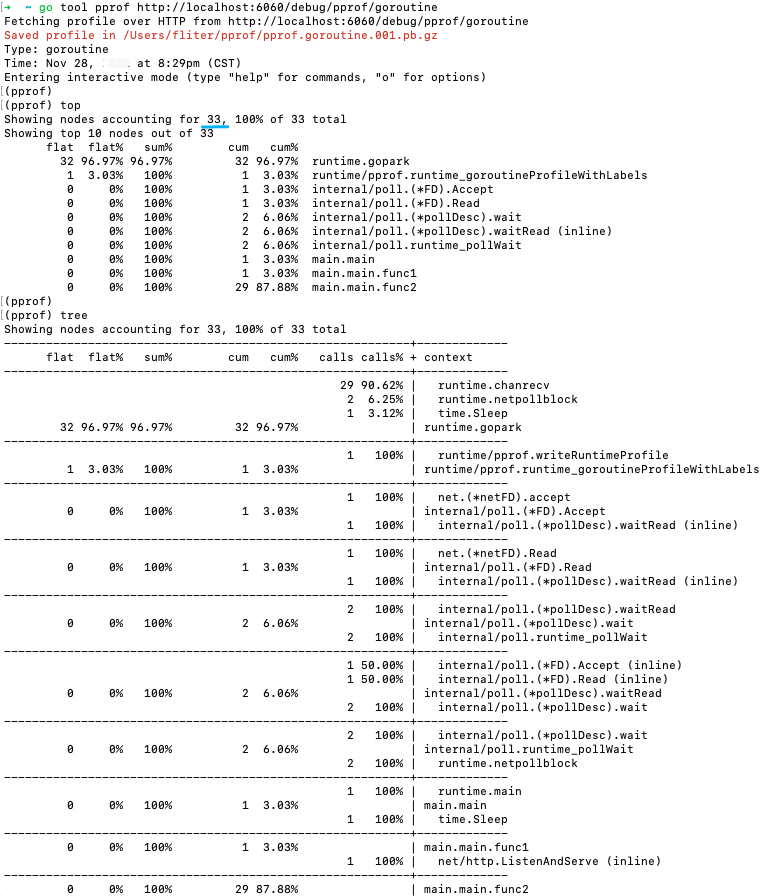 [➜  ~ go tool pprof http://localhost:6060/debug/pprof/goroutine
Fetching profile over HTTP from http://localhost:6060/debug/pprof/goroutine
Saved profile in /Users/fliter/pprof/pprof.goroutine.001.pb.gz
Type: goroutine
Time: Nov 28, at 8:29pm (CST)
Entering interactive mode (type "help" for commands, "o" for options)
[(pprof)
[(pprof) top
Showing nodes accounting for 33, 100% of 33 total
Showing top 10 nodes out of 33
      flat  flat%   sum%        cum   cum%
        32 96.97% 96.97%         32 96.97%  runtime.gopark
         1  3.03%   100%          1  3.03%  runtime/pprof.runtime_goroutineProfileWithLabels
         0     0%   100%          1  3.03%  internal/poll.(*FD).Accept
         0     0%   100%          1  3.03%  internal/poll.(*FD).Read
         0     0%   100%          2  6.06%  internal/poll.(*pollDesc).wait
         0     0%   100%          2  6.06%  internal/poll.(*pollDesc).waitRead (inline)
         0     0%   100%          2  6.06%  internal/poll.runtime_pollWait
         0     0%   100%          1  3.03%  main.main
         0     0%   100%          1  3.03%  main.main.func1
         0     0%   100%         29 87.88%  main.main.func2
[(pprof)
[(pprof) tree
Showing nodes accounting for 33, 100% of 33 total
----------------------------------------------------------+-------------
      flat  flat%   sum%        cum   cum%   calls calls% + context
----------------------------------------------------------+-------------
                                                29 90.62% |   runtime.chanrecv
                                                 2  6.25% |   runtime.netpollblock
                                                 1  3.12% |   time.Sleep
        32 96.97% 96.97%         32 96.97%                | runtime.gopark
----------------------------------------------------------+-------------
                                                 1   100% |   runtime/pprof.writeRuntimeProfile
         1  3.03%   100%          1  3.03%                | runtime/pprof.runtime_goroutineProfileWithLabels
----------------------------------------------------------+-------------
                                                 1   100% |   net.(*netFD).accept
         0     0%   100%          1  3.03%                | internal/poll.(*FD).Accept
                                                 1   100% |   internal/poll.(*pollDesc).waitRead (inline)
----------------------------------------------------------+-------------
                                                 1   100% |   net.(*netFD).Read
         0     0%   100%          1  3.03%                | internal/poll.(*FD).Read
                                                 1   100% |   internal/poll.(*pollDesc).waitRead (inline)
----------------------------------------------------------+-------------
                                                 2   100% |   internal/poll.(*pollDesc).waitRead
         0     0%   100%          2  6.06%                | internal/poll.(*pollDesc).wait
                                                 2   100% |   internal/poll.runtime_pollWait
----------------------------------------------------------+-------------
                                                 1 50.00% |   internal/poll.(*FD).Accept (inline)
                                                 1 50.00% |   internal/poll.(*FD).Read (inline)
         0     0%   100%          2  6.06%                | internal/poll.(*pollDesc).waitRead
                                                 2   100% |   internal/poll.(*pollDesc).wait
----------------------------------------------------------+-------------
                                                 2   100% |   internal/poll.(*pollDesc).wait
         0     0%   100%          2  6.06%                | internal/poll.runtime_pollWait
                                                 2   100% |   runtime.netpollblock
----------------------------------------------------------+-------------
                                                 1   100% |   runtime.main
         0     0%   100%          1  3.03%                | main.main
                                                 1   100% |   time.Sleep
----------------------------------------------------------+-------------
         0     0%   100%          1  3.03%                | main.main.func1
                                                 1   100% |   net/http.ListenAndServe (inline)
----------------------------------------------------------+-------------
         0     0%   100%         29 87.88%                | main.main.func2